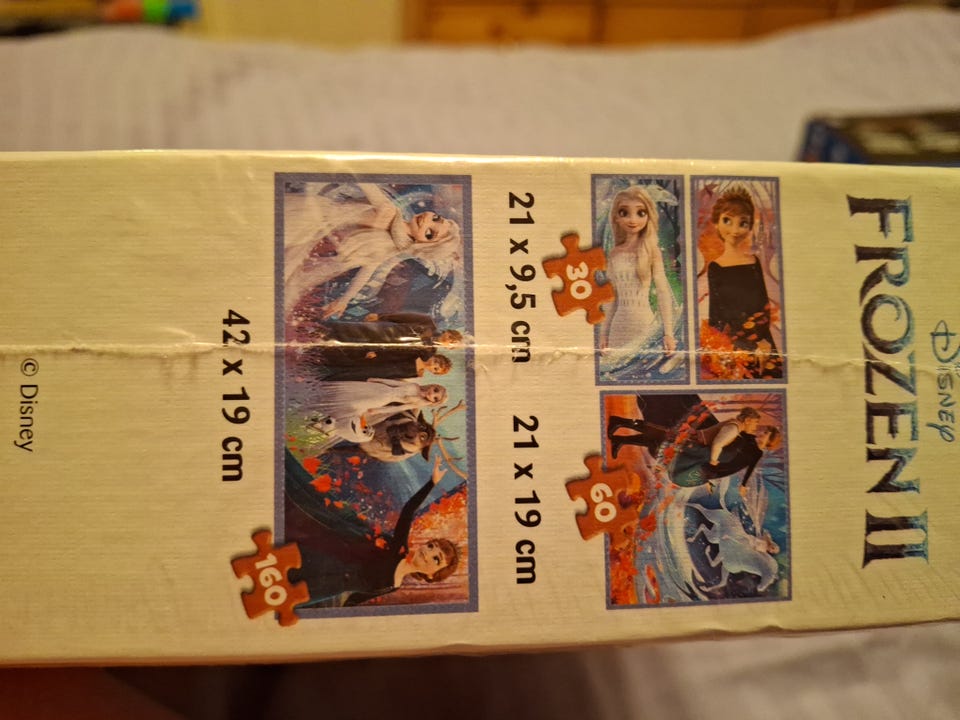 Disney
FROZEN II
30
60
21 x 9,5 cm
21 x 19 cm
160
42 x 19 cm
© Disney